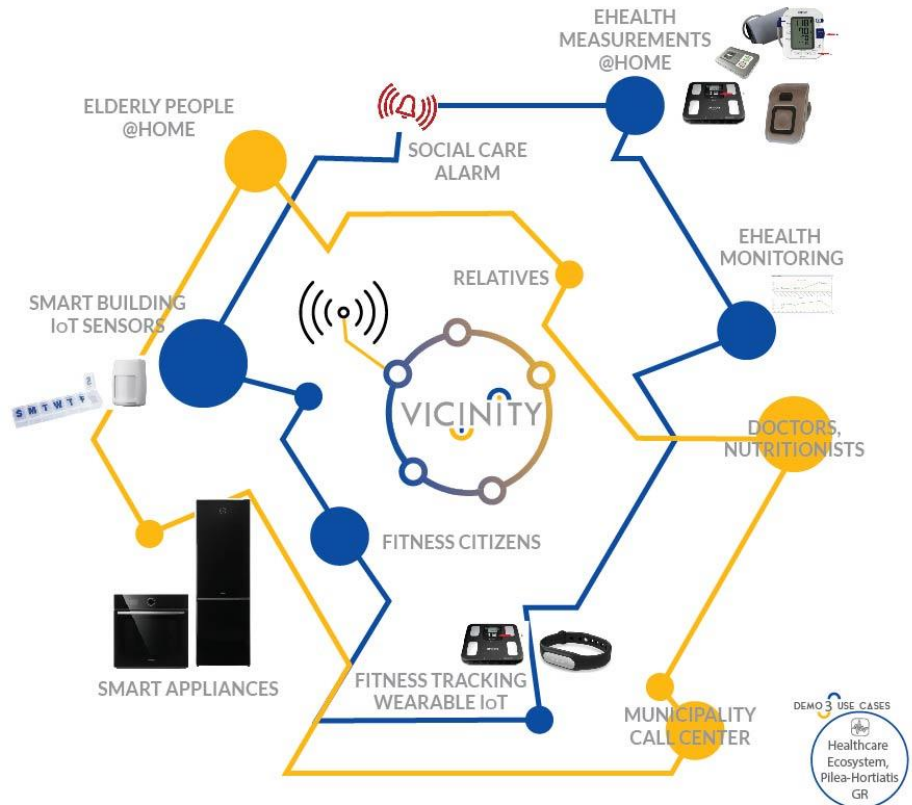 EHEALTH
MEASUREMENTS
@HOME
ELDERLY PEOPLE
@HOME
SOCIAL CARE
ALARM
EHEALTH
MONITORING
RELATIVES
SMART BUILDING
IoT SENSORS
S M T W T F S
VICINITY
DOCTORS,
NUTRITIONISTS
FITNESS CITIZENS
SMART APPLIANCES
FITNESS TRACKING
WEARABLE IoT
MUNICIPALITY
CALL CENTER
DEMO 3 USE CASES
Healthcare
Ecosystem,
Pilea-Hortiatis
GR